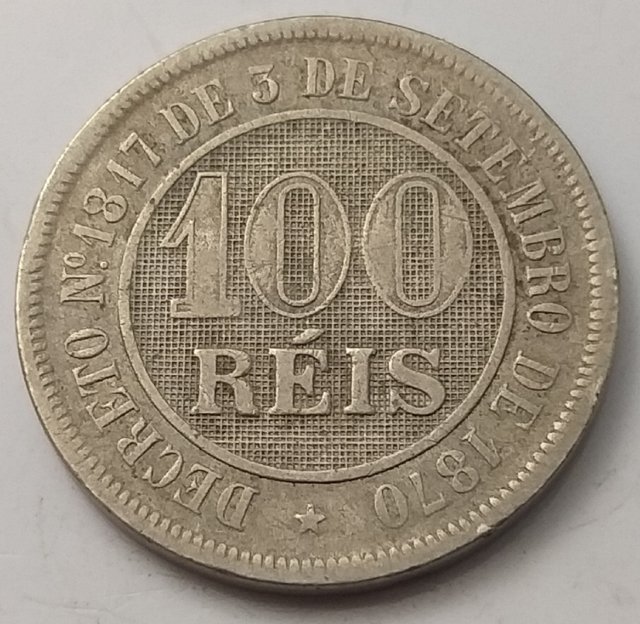 DECRETO Nº. 1817 DE 3 DE SETEMBRO DE 1870
100
RÉIS